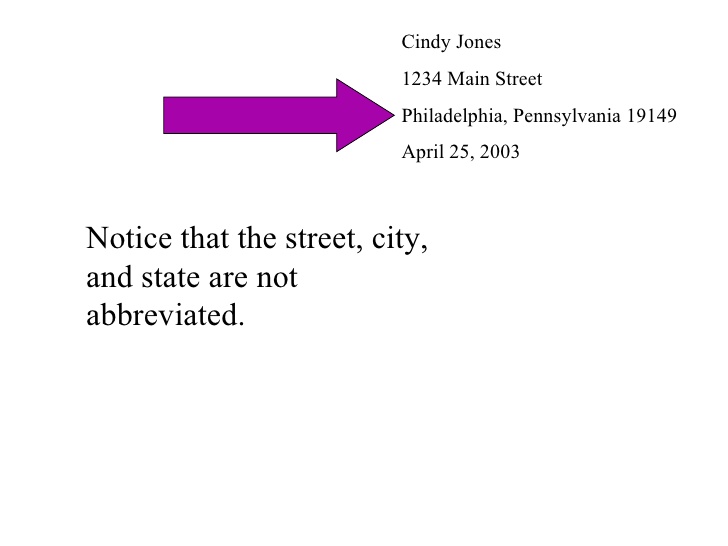 Cindy Jones
1234 Main Street
Philadelphia, Pennsylvania 19149
April 25, 2003
Notice that the street, city,
and state are not
abbreviated.